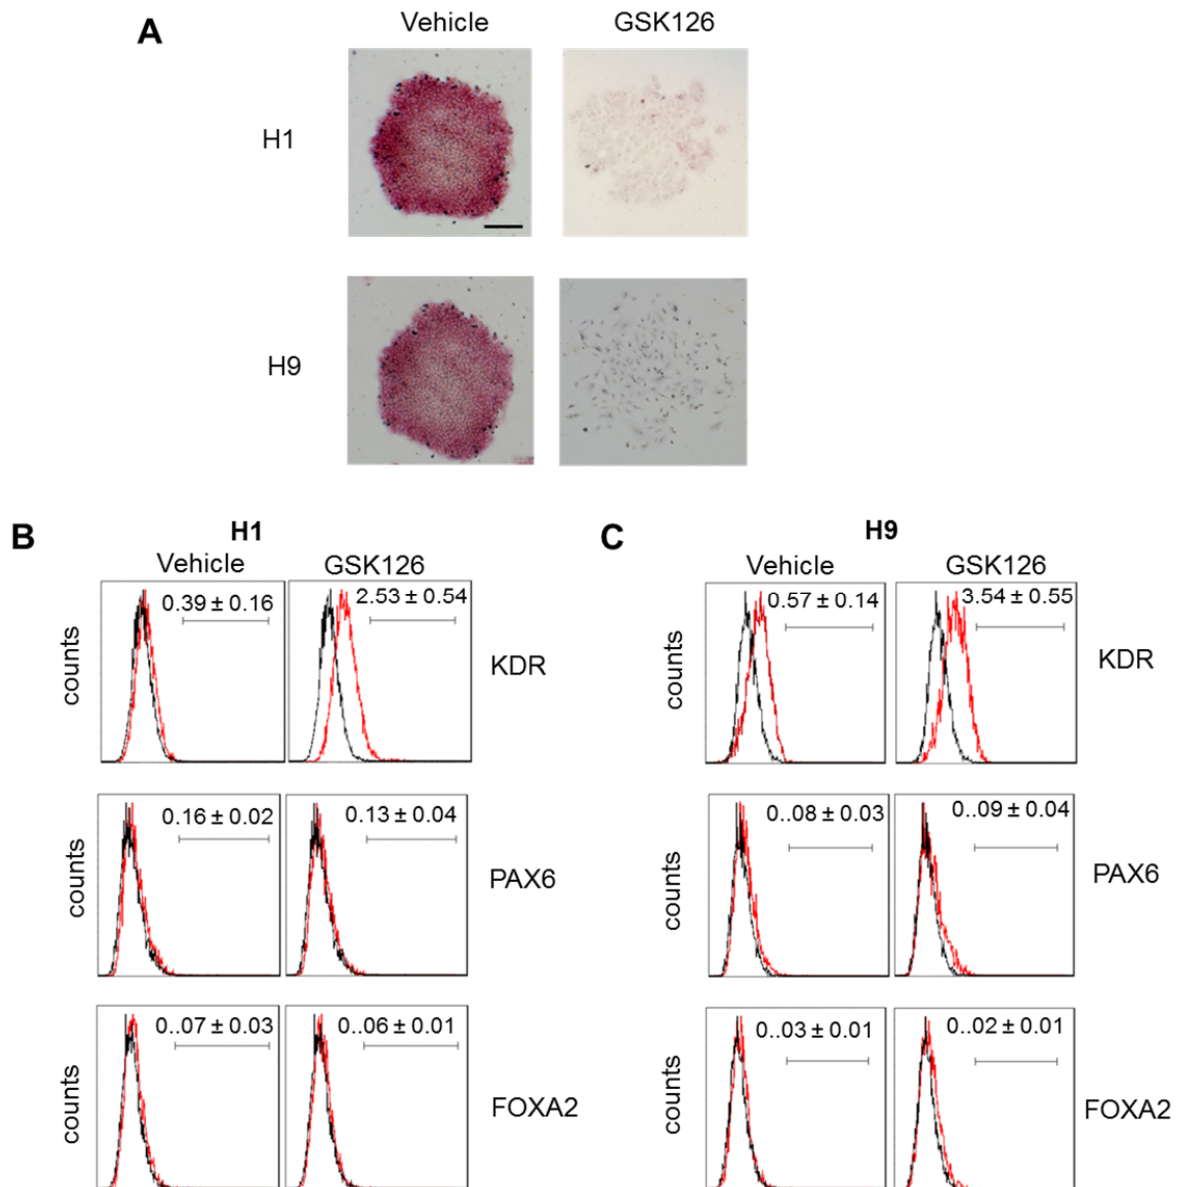 A
Vehicle GSK126
H1
H9
B
H1
Vehicle GSK126
counts
0.39 ± 0.16
2.53 ± 0.54
KDR
counts
0.16 ± 0.02
0.13 ± 0.04
PAX6
counts
0..07 ± 0.03
0..06 ± 0.01
FOXA2
C
H9
Vehicle GSK126
counts
0.57 ± 0.14
3.54 ± 0.55
KDR
counts
0..08 ± 0.03
0..09 ± 0.04
PAX6
counts
0..03 ± 0.01
0..02 ± 0.01
FOXA2